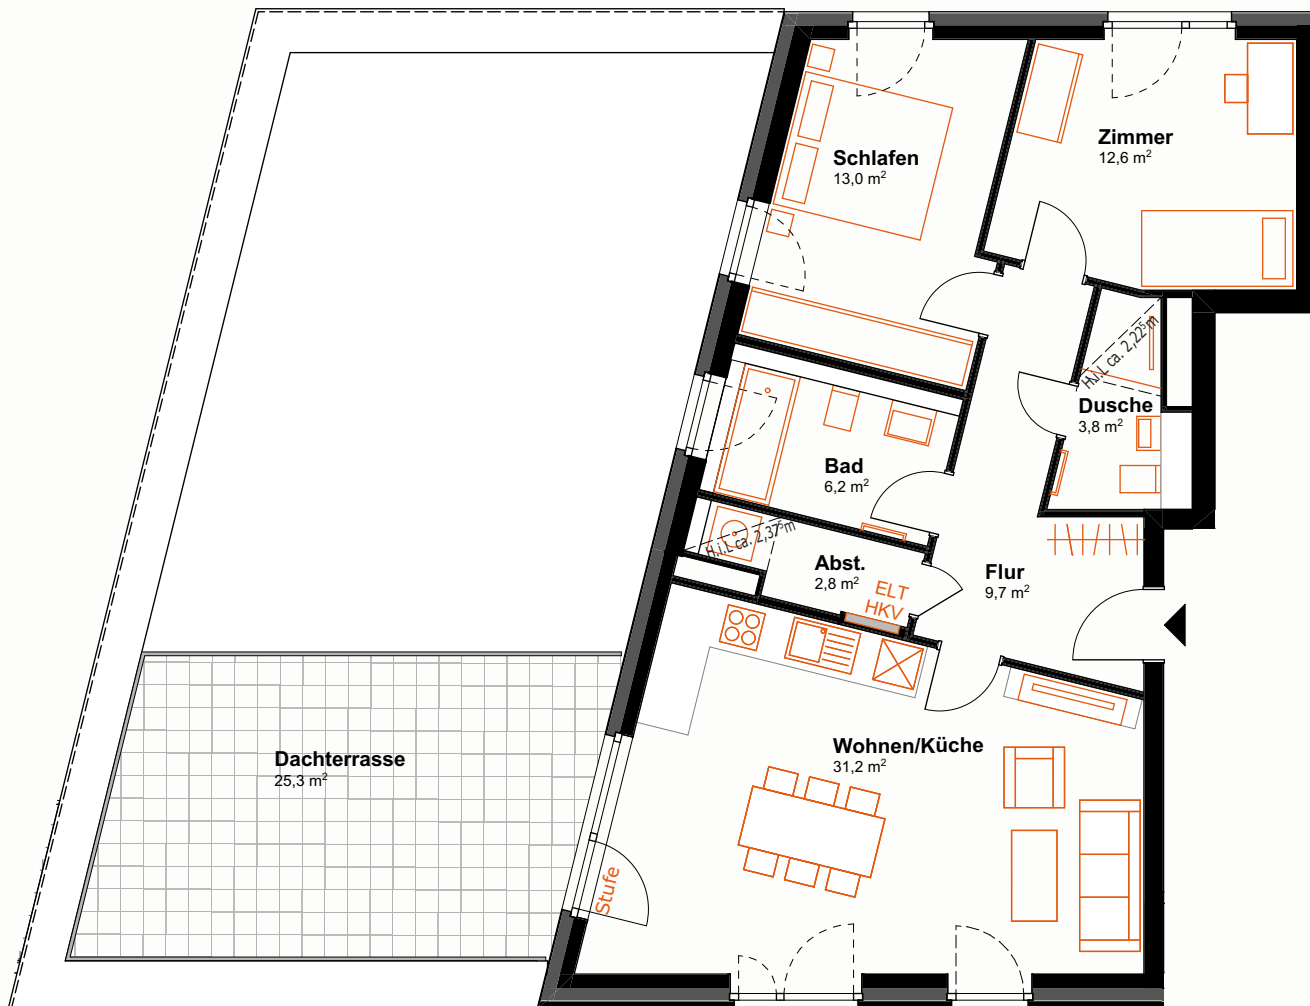 Schlafen
13,0 m²
Zimmer
12,6 m²
H.i.L ca. 2,22⁵m
Dusche
3,8 m²
Bad
6,2 m²
H.i.L ca. 2,37⁵m
Abst.
2,8 m²
ELT
HKV
Flur
9,7 m²
Wohnen/Küche
31,2 m²
Dachterrasse
25,3 m²
Stufe